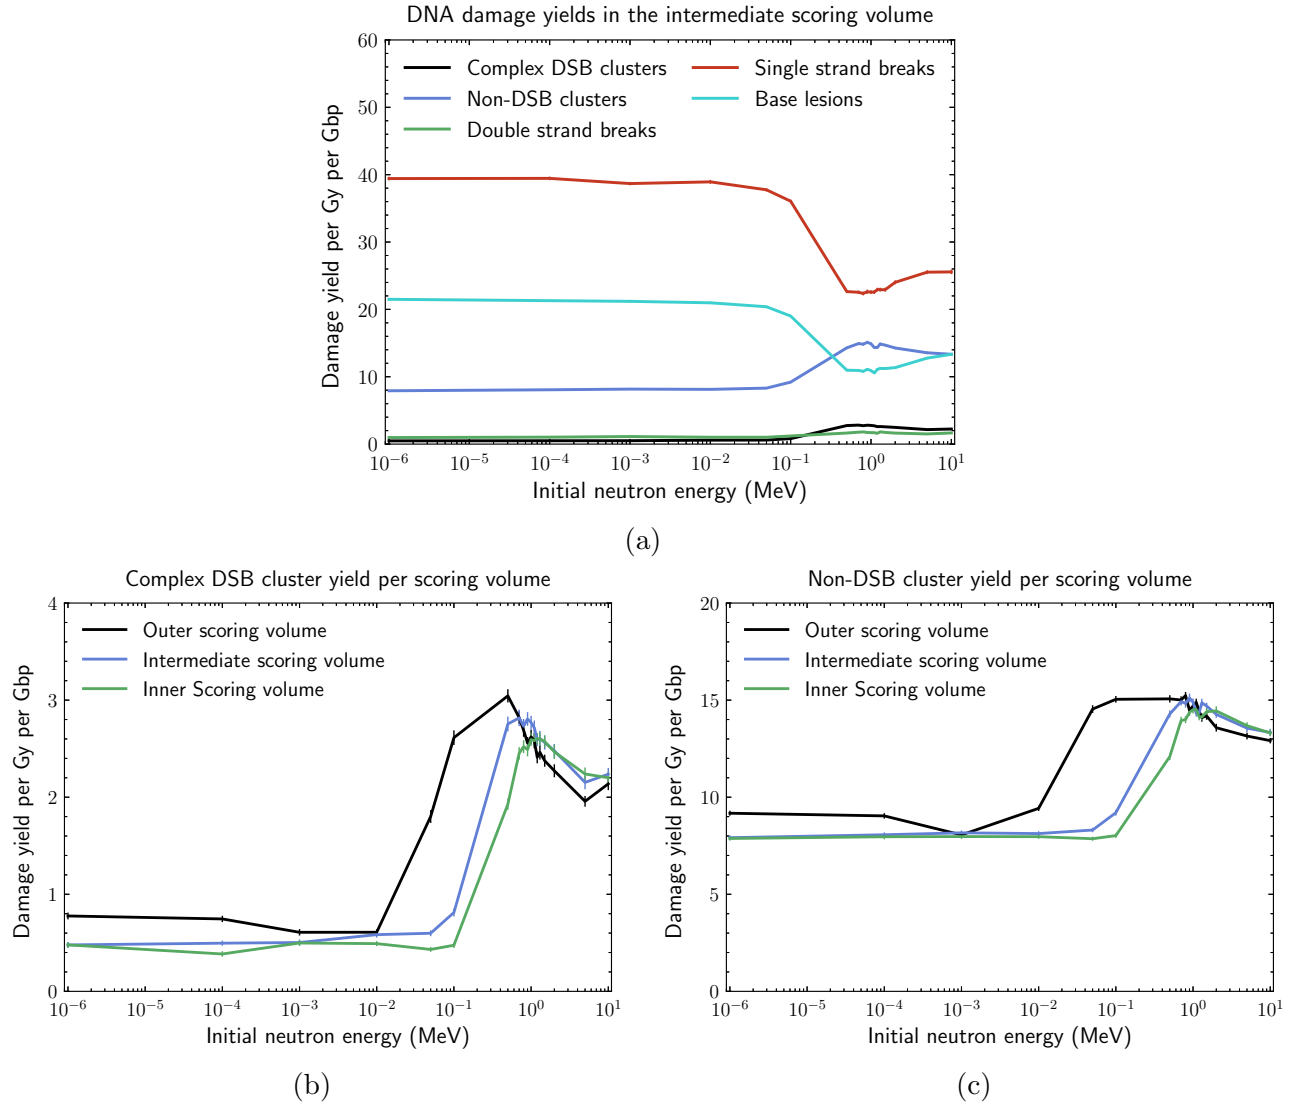 DNA damage yields in the intermediate scoring volume
60
50
40
30
20
10
0
Damage yield per Gy per Gbp
Complex DSB clusters
Non-DSB clusters
Double strand breaks
Single strand breaks
Base lesions
10⁻⁶ 10⁻⁵ 10⁻⁴ 10⁻³ 10⁻² 10⁻¹ 10⁰ 10¹
Initial neutron energy (MeV)
(a)
Complex DSB cluster yield per scoring volume
4
3
2
1
0
Damage yield per Gy per Gbp
Outer scoring volume
Intermediate scoring volume
Inner Scoring volume
10⁻⁶ 10⁻⁵ 10⁻⁴ 10⁻³ 10⁻² 10⁻¹ 10⁰ 10¹
Initial neutron energy (MeV)
(b)
Non-DSB cluster yield per scoring volume
20
15
10
5
0
Damage yield per Gy per Gbp
Outer scoring volume
Intermediate scoring volume
Inner Scoring volume
10⁻⁶ 10⁻⁵ 10⁻⁴ 10⁻³ 10⁻² 10⁻¹ 10⁰ 10¹
Initial neutron energy (MeV)
(c)